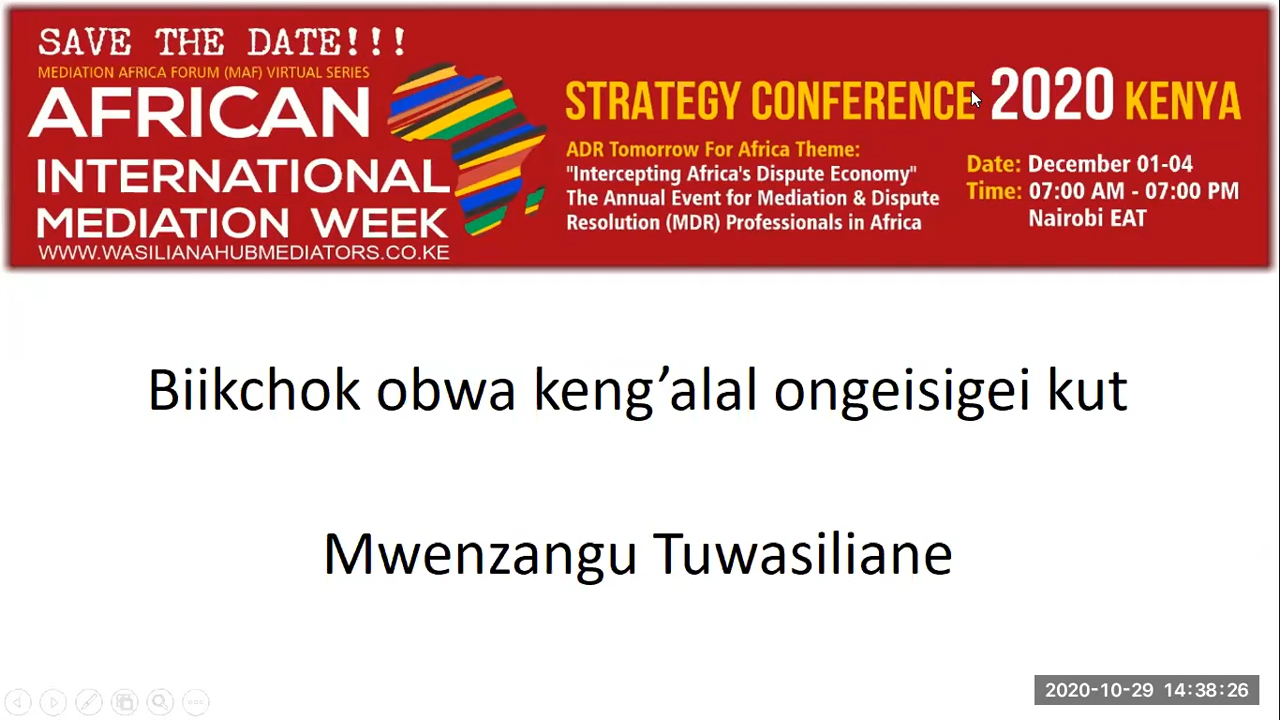 SAVE THE DATE!!!
MEDIATION AFRICA FORUM (MAF) VIRTUAL SERIES
AFRICAN
INTERNATIONAL
MEDIATION WEEK
WWW.WASILIANAHUBMEDIATORS.CO.KE
STRATEGY CONFERENCE 2020 KENYA
ADR Tomorrow For Africa Theme:
"Intercepting Africa's Dispute Economy"
The Annual Event for Mediation & Dispute
Resolution (MDR) Professionals in Africa
Date: December 01-04
Time: 07:00 AM - 07:00 PM
Nairobi EAT
Biikchok obwa keng’alal ongeisigei kut
Mwenzangu Tuwasiliane
2020-10-29 14:38:26